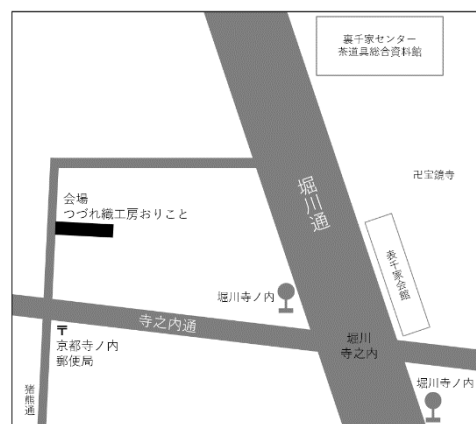 裏千家センター
茶道具総合資料館
堀川通
卍宝鏡寺
会場
つづれ織工房おりこと
表千家会館
堀川寺ノ内
寺之内通
堀川
寺之内
〒
京都寺ノ内
郵便局
猪熊通
堀川寺ノ内